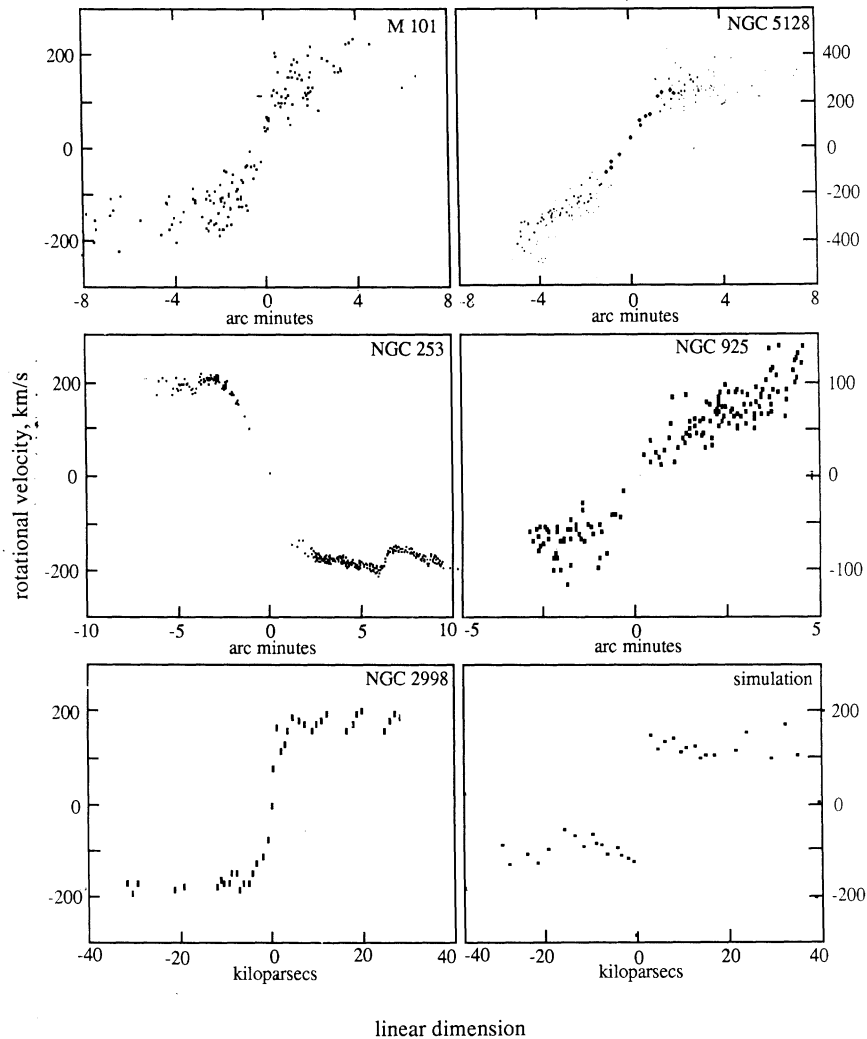 M 101
NGC 5128
200
0
-200
400
200
0
-200
-400
-8 -4 0 4 8
arc minutes
-8 -4 0 4 8
arc minutes
NGC 253
NGC 925
200
0
-200
100
0
-100
-10 -5 0 5 10
arc minutes
-5 0 5
arc minutes
NGC 2998
simulation
200
0
-200
200
0
-200
-40 -20 0 20 40
kiloparsecs
-40 -20 0 20 40
kiloparsecs
rotational velocity, km/s
linear dimension